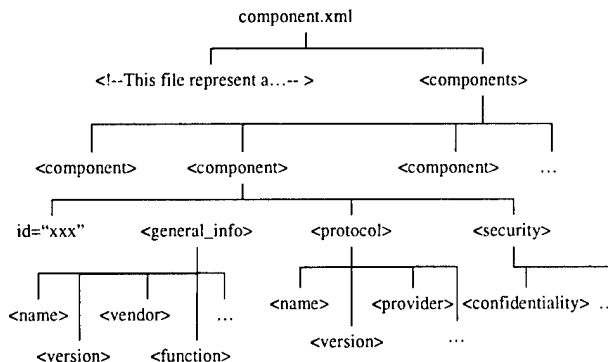 component.xml
<!--This file represent a...-- >
<components>
<component>
<component>
<component>
...
id=“xxx”
<general_info>
<protocol>
<security>
<name>
<vendor>
...
<name>
<provider>
<confidentiality>
...
<version>
<function>
<version>
...